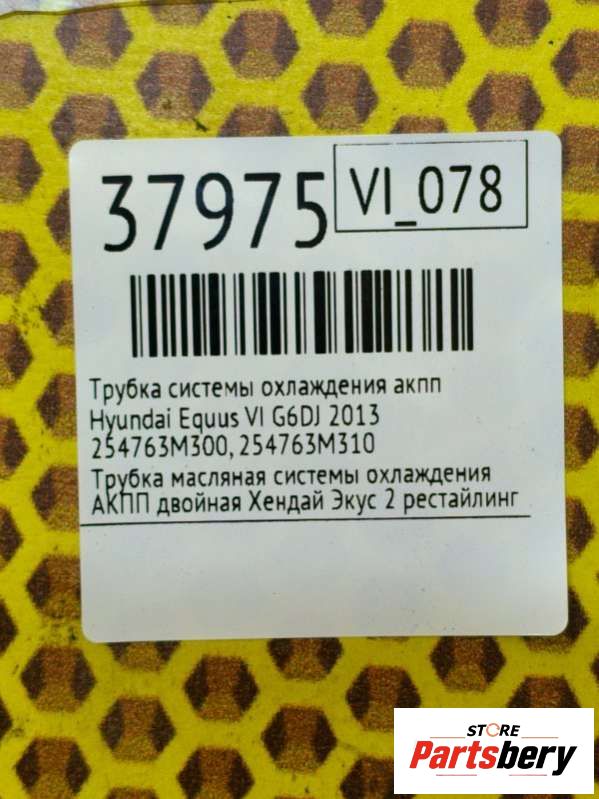 37975
VI_078
Трубка системы охлаждения акпп
Hyundai Equus VI G6DJ 2013
254763M300, 254763M310
Трубка масляная системы охлаждения
АКПП двойная Хендай Экус 2 рестайлинг
STORE
Partsbery